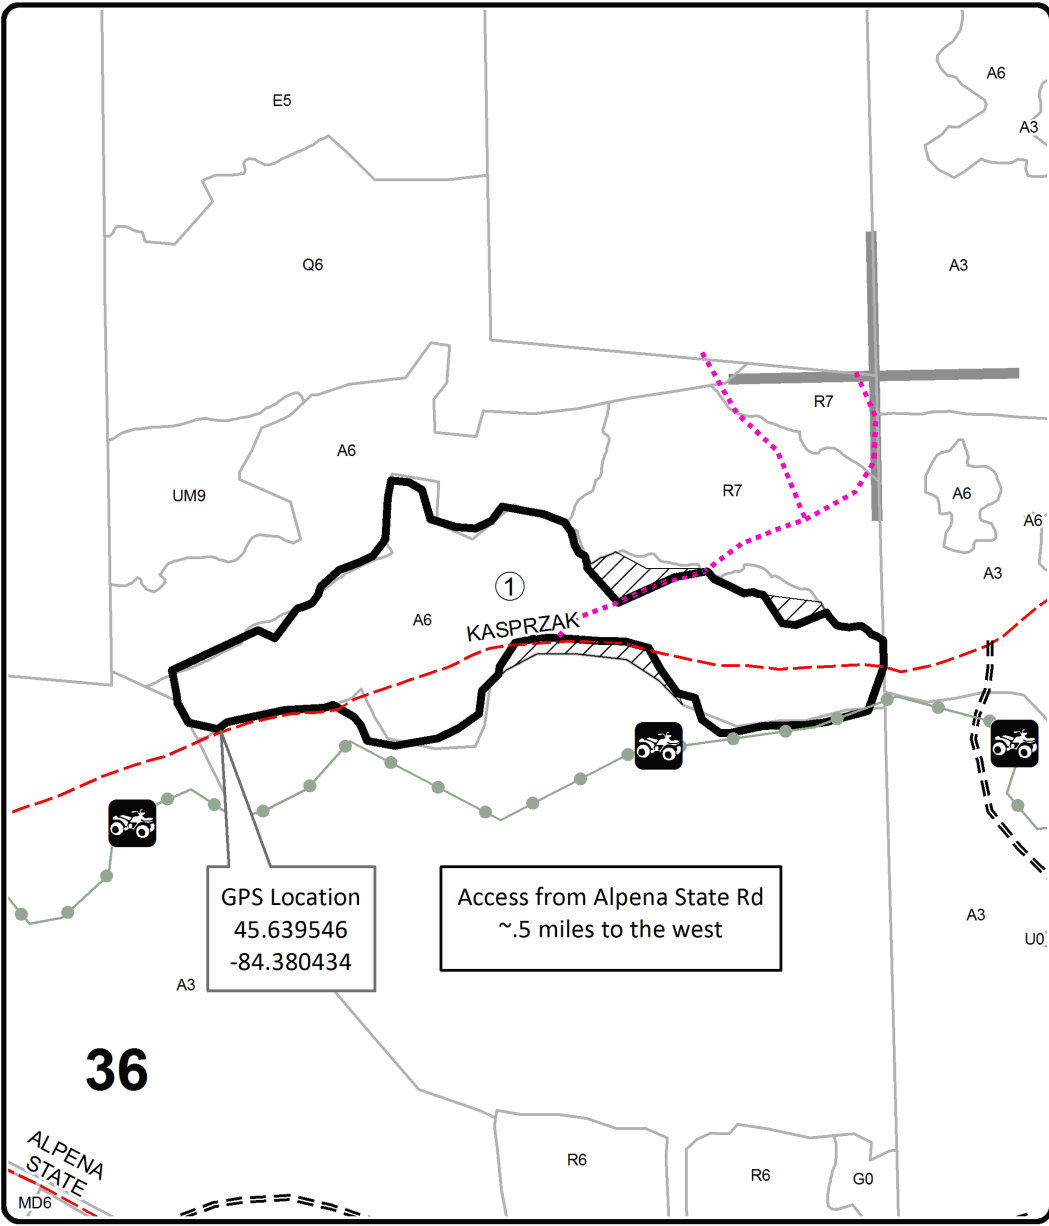 A6
E5
A3
Q6
A3
R7
A6
R7
UM9
A6
A6
A3
1
A6
KASPRZAK
GPS Location
45.639546
-84.380434
Access from Alpena State Rd
~.5 miles to the west
A3
U0
A3
36
ALPENA
STATE
R6
R6
G0
MD6